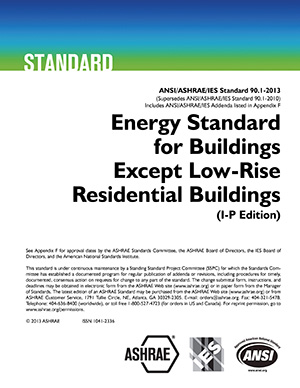 STANDARD
ANSI/ASHRAE/IES Standard 90.1-2013
(Supersedes ANSI/ASHRAE/IES Standard 90.1-2010)
Includes ANSI/ASHRAE/IES Addenda listed in Appendix F
Energy Standard
for Buildings
Except Low-Rise
Residential Buildings
(I-P Edition)
See Appendix F for approval dates by the ASHRAE Standards Committee, the ASHRAE Board of Directors, the IES Board of
Directors, and the American National Standards Institute.
This standard is under continuous maintenance by a Standing Standard Project Committee (SSPC) for which the Standards Com-
mittee has established a documented program for regular publication of addenda or revisions, including procedures for timely,
documented, consensus action on requests for change to any part of the standard. The change submittal form, instructions, and
deadlines may be obtained in electronic form from the ASHRAE Web site (www.ashrae.org) or in paper form from the Manager
of Standards. The latest edition of an ASHRAE Standard may be purchased from the ASHRAE Web site (www.ashrae.org) or from
ASHRAE Customer Service, 1791 Tullie Circle, NE, Atlanta, GA 30329-2305. E-mail: orders@ashrae.org. Fax: 404-321-5478.
Telephone: 404-636-8400 (worldwide), or toll free 1-800-527-4723 (for orders in US and Canada). For reprint permission, go to
www.ashrae.org/permissions.
© 2013 ASHRAE ISSN 1041-2336
ASHRAE
IES
American National Standards Institute
ANSI